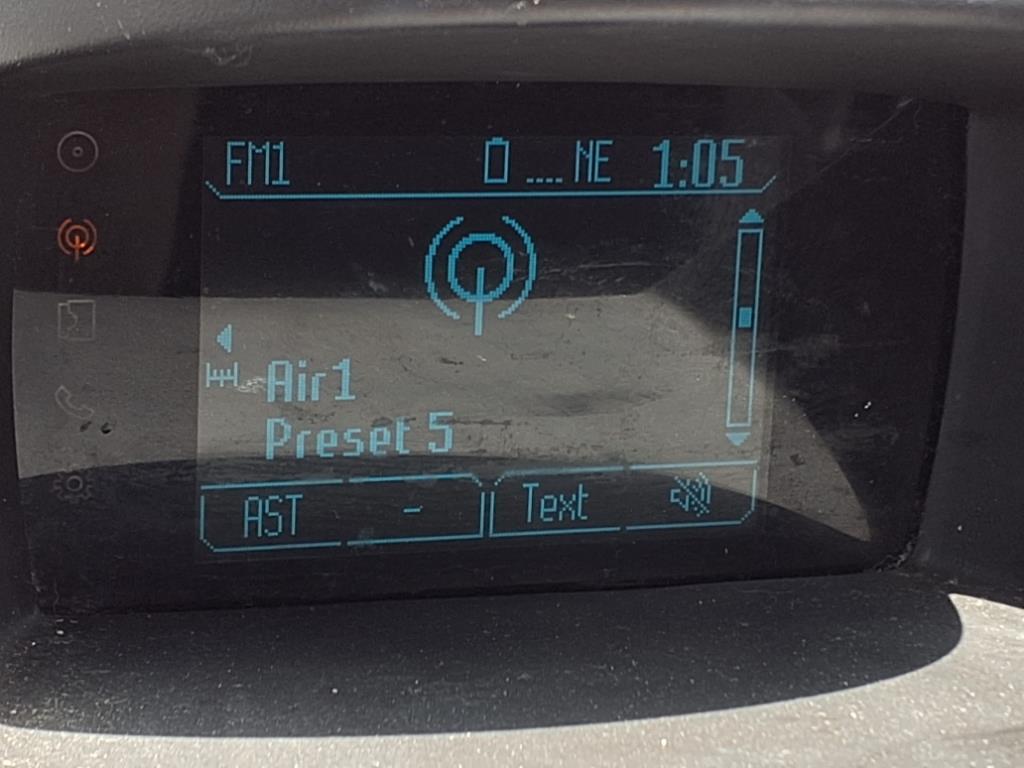 FM1 .... NE 1:05
Air1
Preset 5
AST - Text